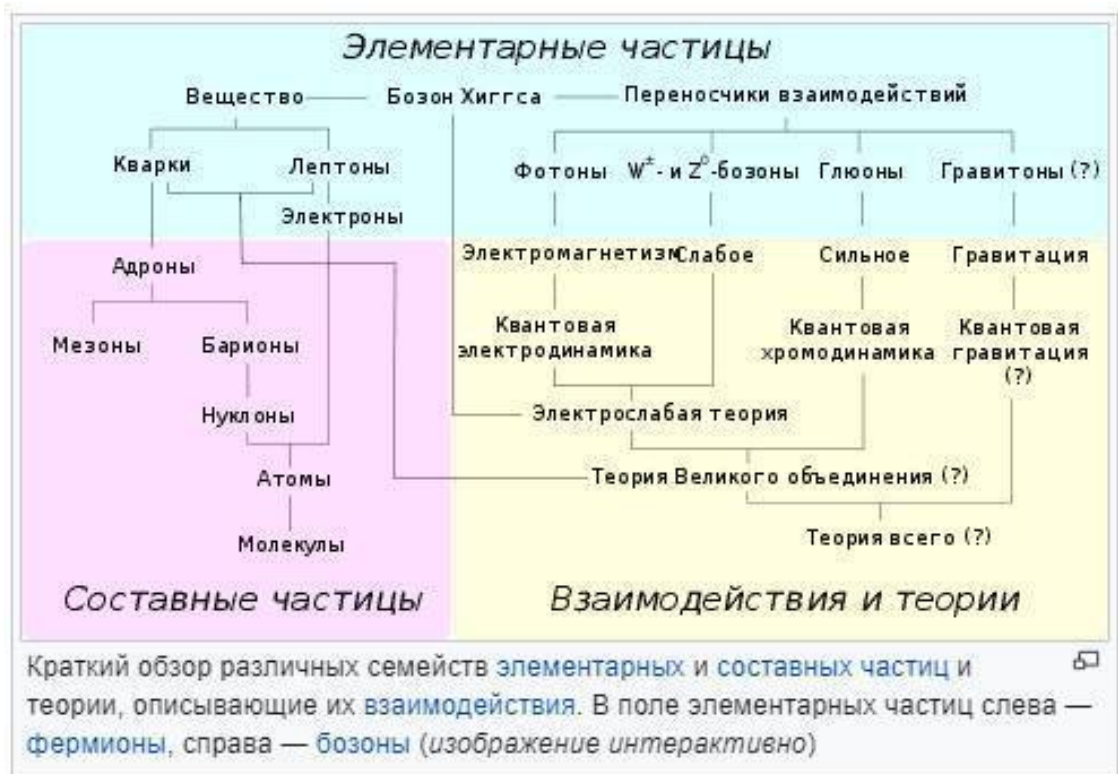 Элементарные частицы
Вещество Бозон Хиггса Переносчики взаимодействий
Кварки Лептоны Фотоны W±- и Z⁰-бозоны Глюоны Гравитоны (?)
Электроны
Адроны Электромагнетизм Слабое Сильное Гравитация
Мезоны Барионы Квантовая электродинамика Квантовая хромодинамика Квантовая гравитация (?)
Нуклоны Электрослабая теория
Атомы Теория Великого объединения (?)
Молекулы Теория всего (?)
Составные частицы Взаимодействия и теории
Краткий обзор различных семейств элементарных и составных частиц и
теории, описывающие их взаимодействия. В поле элементарных частиц слева —
фермионы, справа — бозоны (изображение интерактивно)